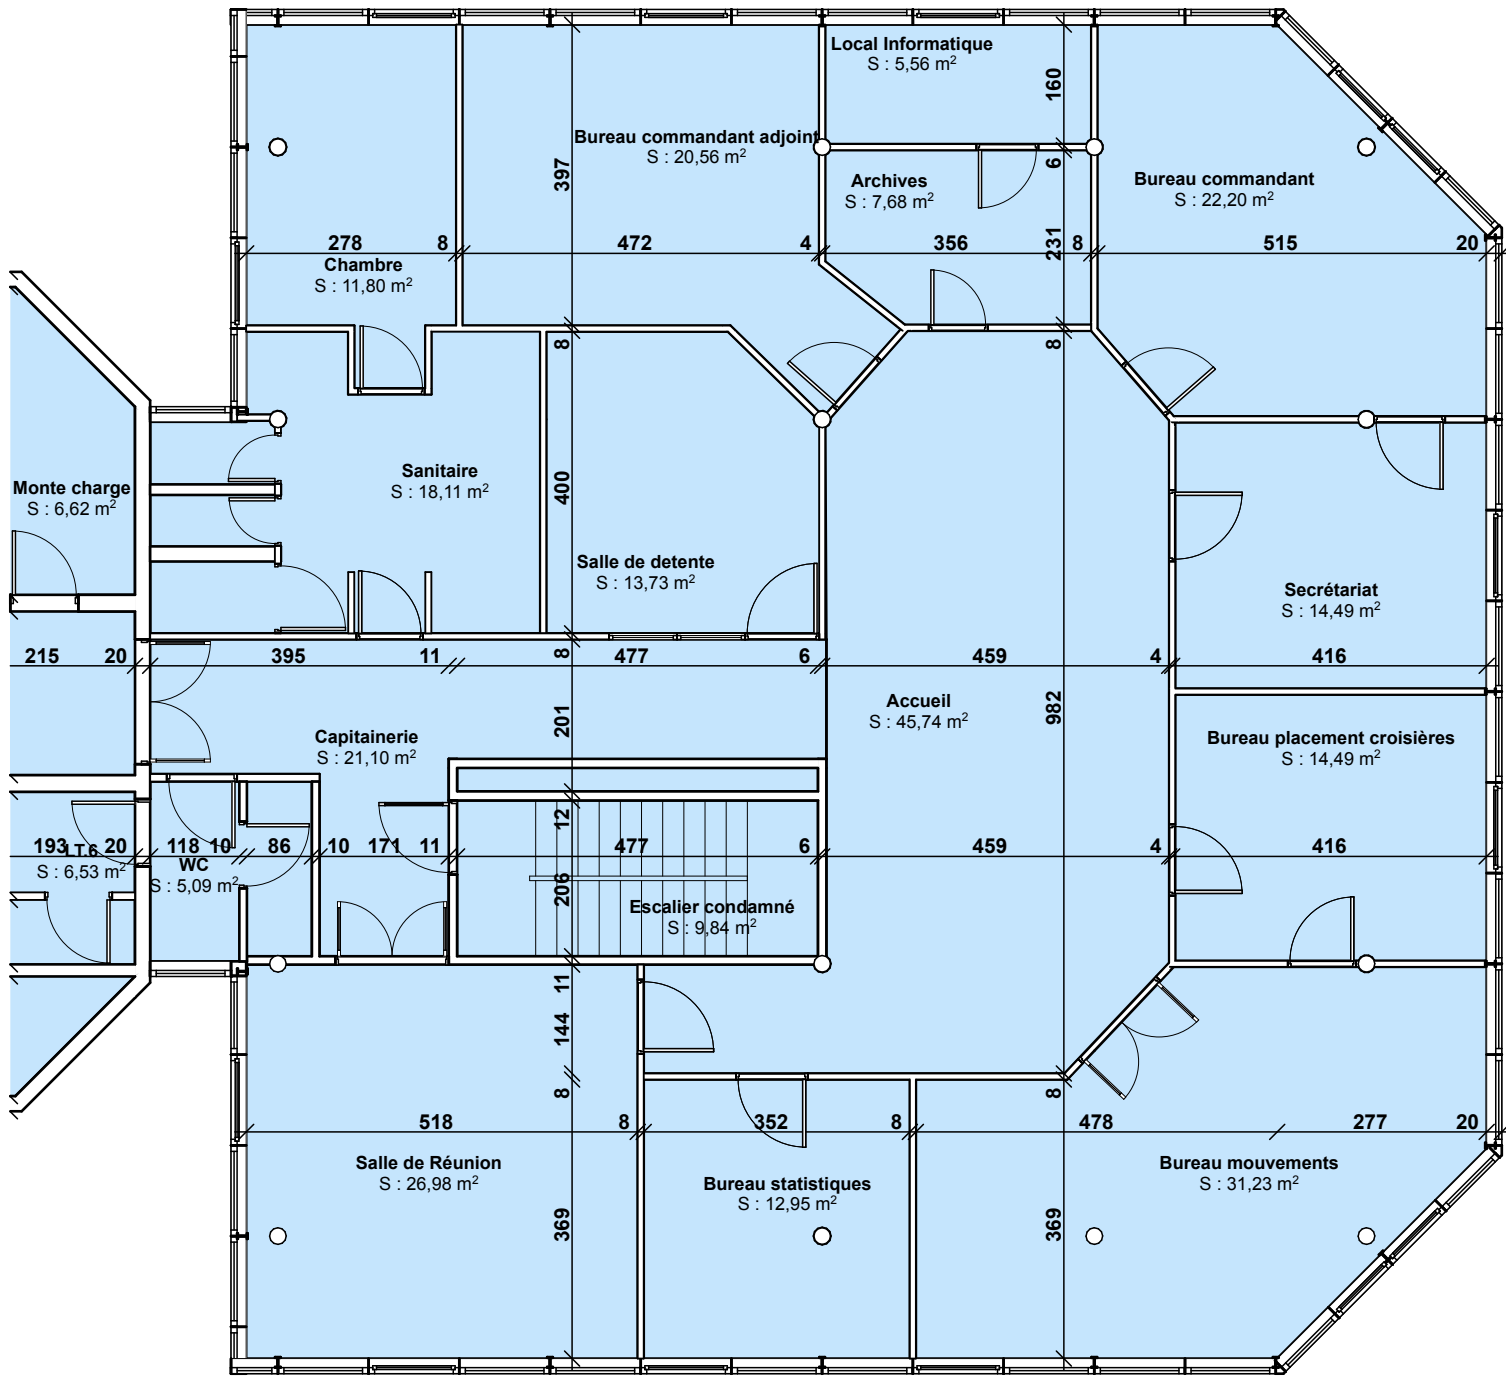 Local Informatique
S : 5,56 m²
160
Bureau commandant adjoint
S : 20,56 m²
397
6
Archives
S : 7,68 m²
Bureau commandant
S : 22,20 m²
278
8
472
4
356
231
8
515
20
Chambre
S : 11,80 m²
8
8
Monte charge
S : 6,62 m²
Sanitaire
S : 18,11 m²
400
Salle de detente
S : 13,73 m²
Secrétariat
S : 14,49 m²
215
20
395
11
8
477
6
459
4
416
Accueil
S : 45,74 m²
982
201
Capitainerie
S : 21,10 m²
Bureau placement croisières
S : 14,49 m²
12
193
20
118
10
86
10
171
11
477
6
459
4
416
LT.6
S : 6,53 m²
WC
S : 5,09 m²
206
Escalier condamné
S : 9,84 m²
11
144
8
8
518
8
352
8
478
277
20
Salle de Réunion
S : 26,98 m²
Bureau statistiques
S : 12,95 m²
Bureau mouvements
S : 31,23 m²
369
369